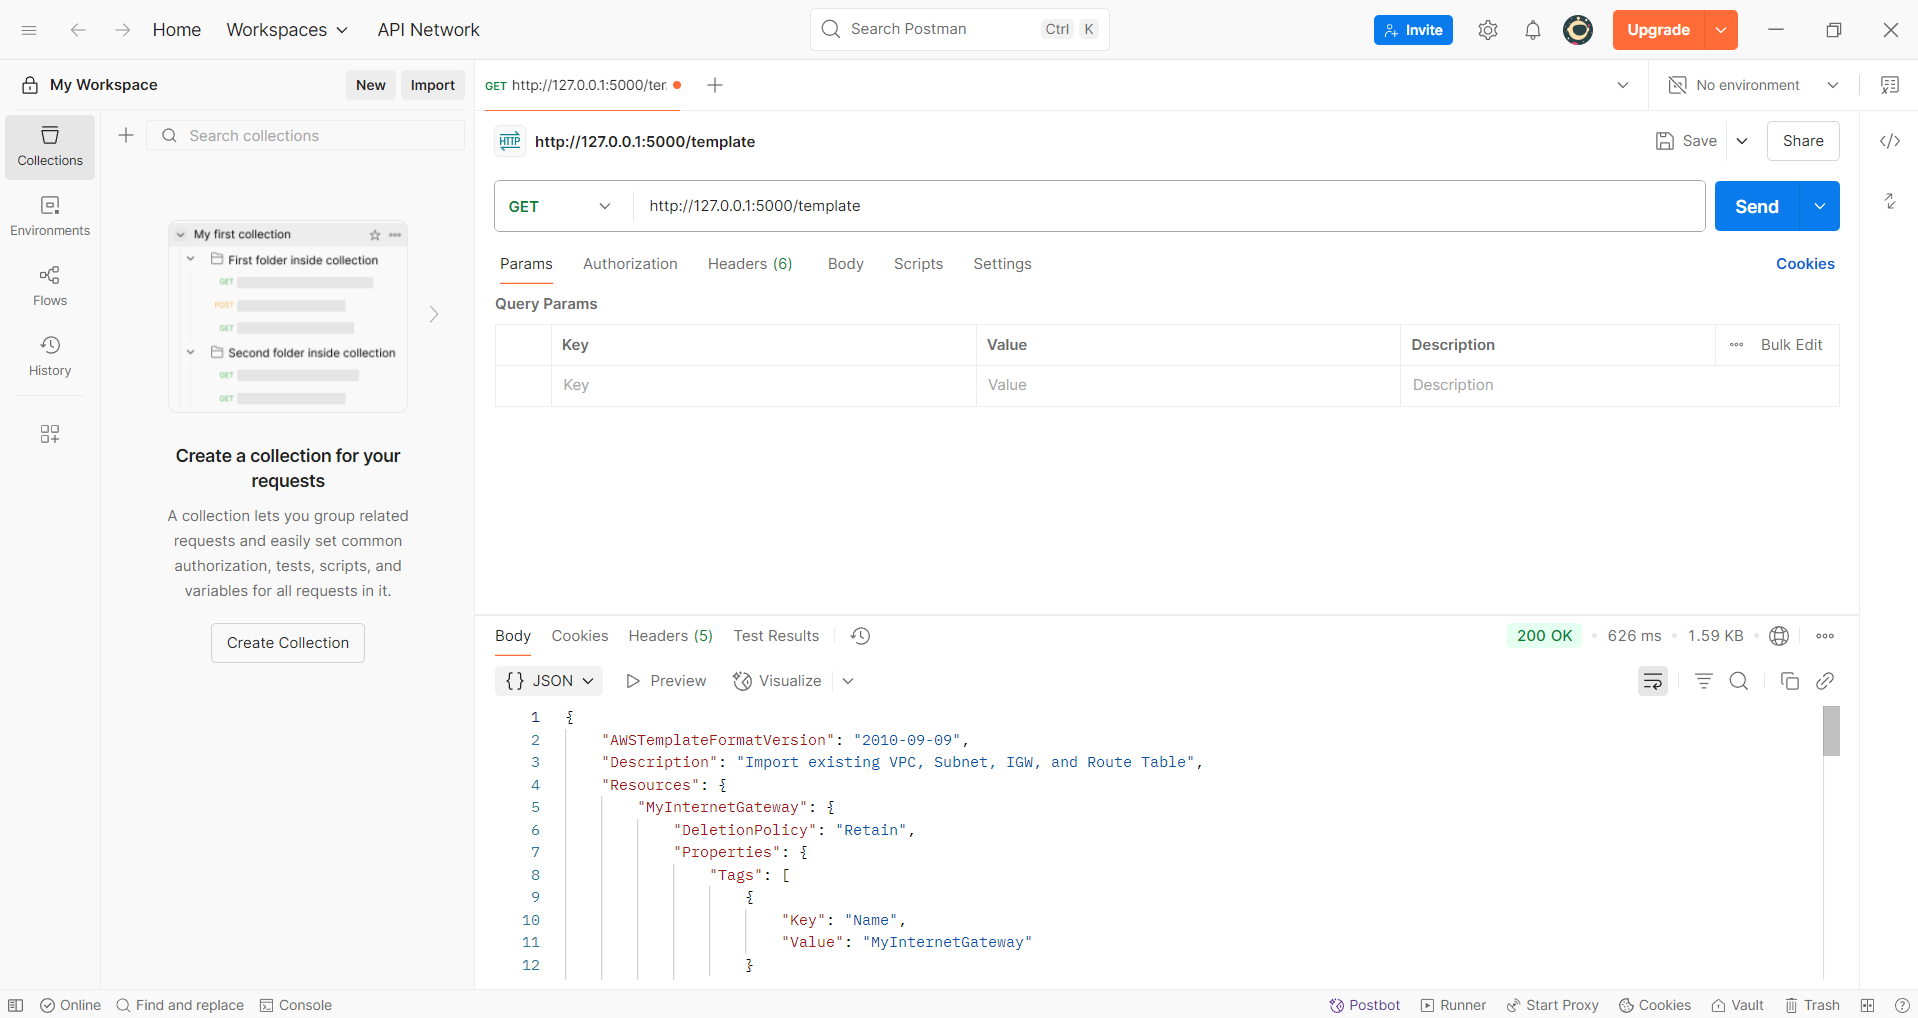 Home
Workspaces
API Network
Search Postman
Ctrl
K
Invite
Upgrade
My Workspace
New
Import
GET http://127.0.0.1:5000/ter
No environment
Collections
Environments
Flows
History
Search collections
My first collection
First folder inside collection
GET
POST
GET
Second folder inside collection
GET
GET
Create a collection for your
requests
A collection lets you group related
requests and easily set common
authorization, tests, scripts, and
variables for all requests in it.
Create Collection
HTTP
http://127.0.0.1:5000/template
Save
Share
GET
http://127.0.0.1:5000/template
Send
Params
Authorization
Headers (6)
Body
Scripts
Settings
Cookies
Query Params
Key
Value
Description
Bulk Edit
Key
Value
Description
Body
Cookies
Headers (5)
Test Results
200 OK
626 ms
1.59 KB
{} JSON
Preview
Visualize
1 {
2 "AWSTemplateFormatVersion": "2010-09-09",
3 "Description": "Import existing VPC, Subnet, IGW, and Route Table",
4 "Resources": {
5 "MyInternetGateway": {
6 "DeletionPolicy": "Retain",
7 "Properties": {
8 "Tags": [
9 {
10 "Key": "Name",
11 "Value": "MyInternetGateway"
12 }
Online
Find and replace
Console
Postbot
Runner
Start Proxy
Cookies
Vault
Trash